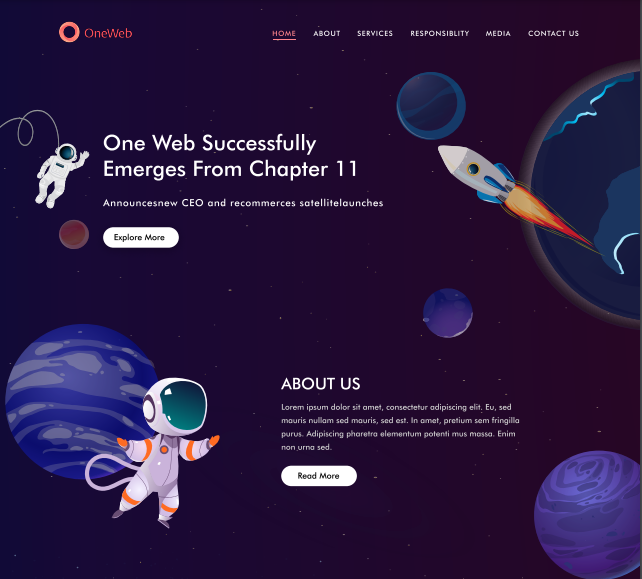 OneWeb
HOME ABOUT SERVICES RESPONSIBLITY MEDIA CONTACT US
One Web Successfully
Emerges From Chapter 11
Announcesnew CEO and recommerces satellitelaunches
Explore More
ABOUT US
Lorem ipsum dolor sit amet, consectetur adipiscing elit. Eu, sed
mauris nullam sed mauris, sed est. In amet, pretium sem fringilla
purus. Adipiscing pharetra elementum potenti mus massa. Enim
non urna sed.
Read More